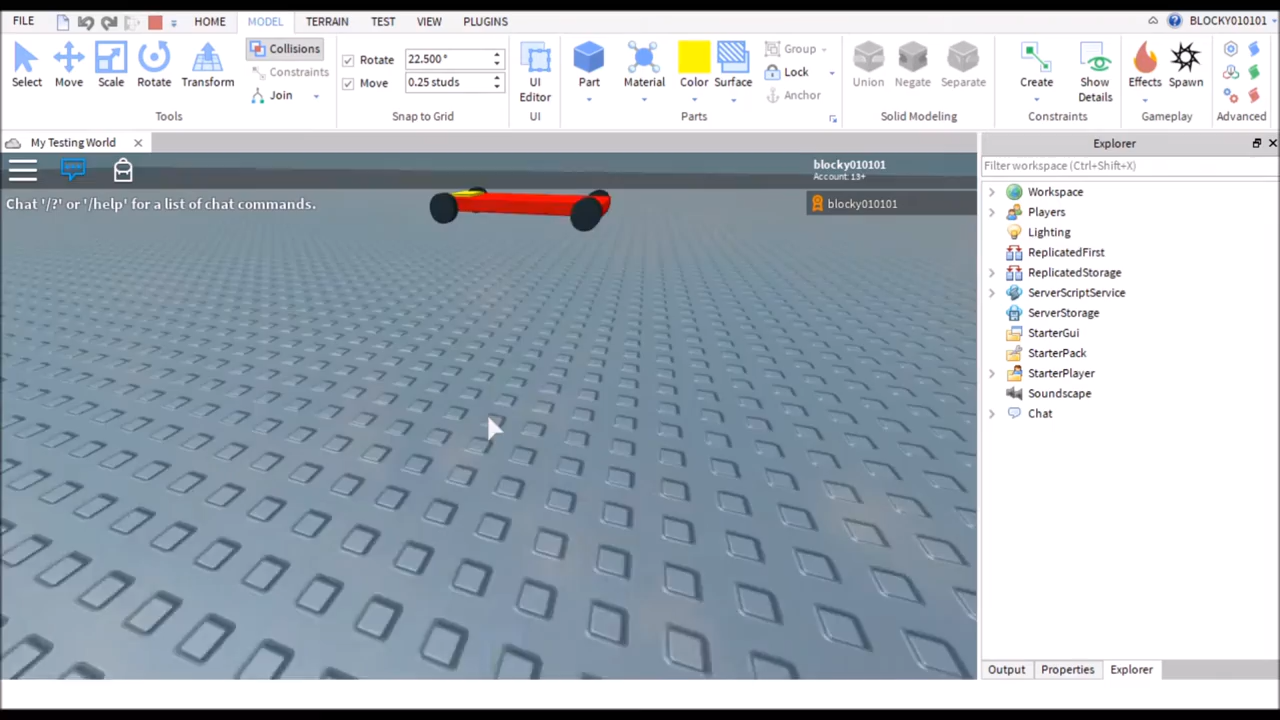 FILE HOME MODEL TERRAIN TEST VIEW PLUGINS BLOCKY010101
Select Move Scale Rotate Transform
Collisions
Constraints
Join
Tools
Rotate 22.500 °
Move 0.25 studs
Snap to Grid
UI
Editor
UI
Part Material Color Surface
Group
Lock
Anchor
Parts
Union Negate Separate
Solid Modeling
Create Show
Details
Constraints
Effects Spawn
Gameplay
Advanced
My Testing World
blocky010101
Account: 13+
blocky010101
Chat '/?' or '/help' for a list of chat commands.
Explorer
Filter workspace (Ctrl+Shift+X)
Workspace
Players
Lighting
ReplicatedFirst
ReplicatedStorage
ServerScriptService
ServerStorage
StarterGui
StarterPack
StarterPlayer
Soundscape
Chat
Output Properties Explorer